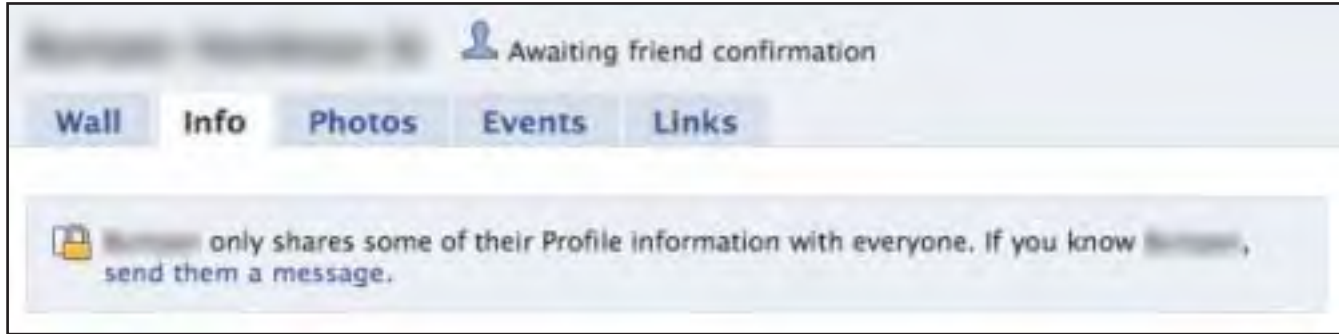 Awaiting friend confirmation
Wall Info Photos Events Links
only shares some of their Profile information with everyone. If you know ,
send them a message.